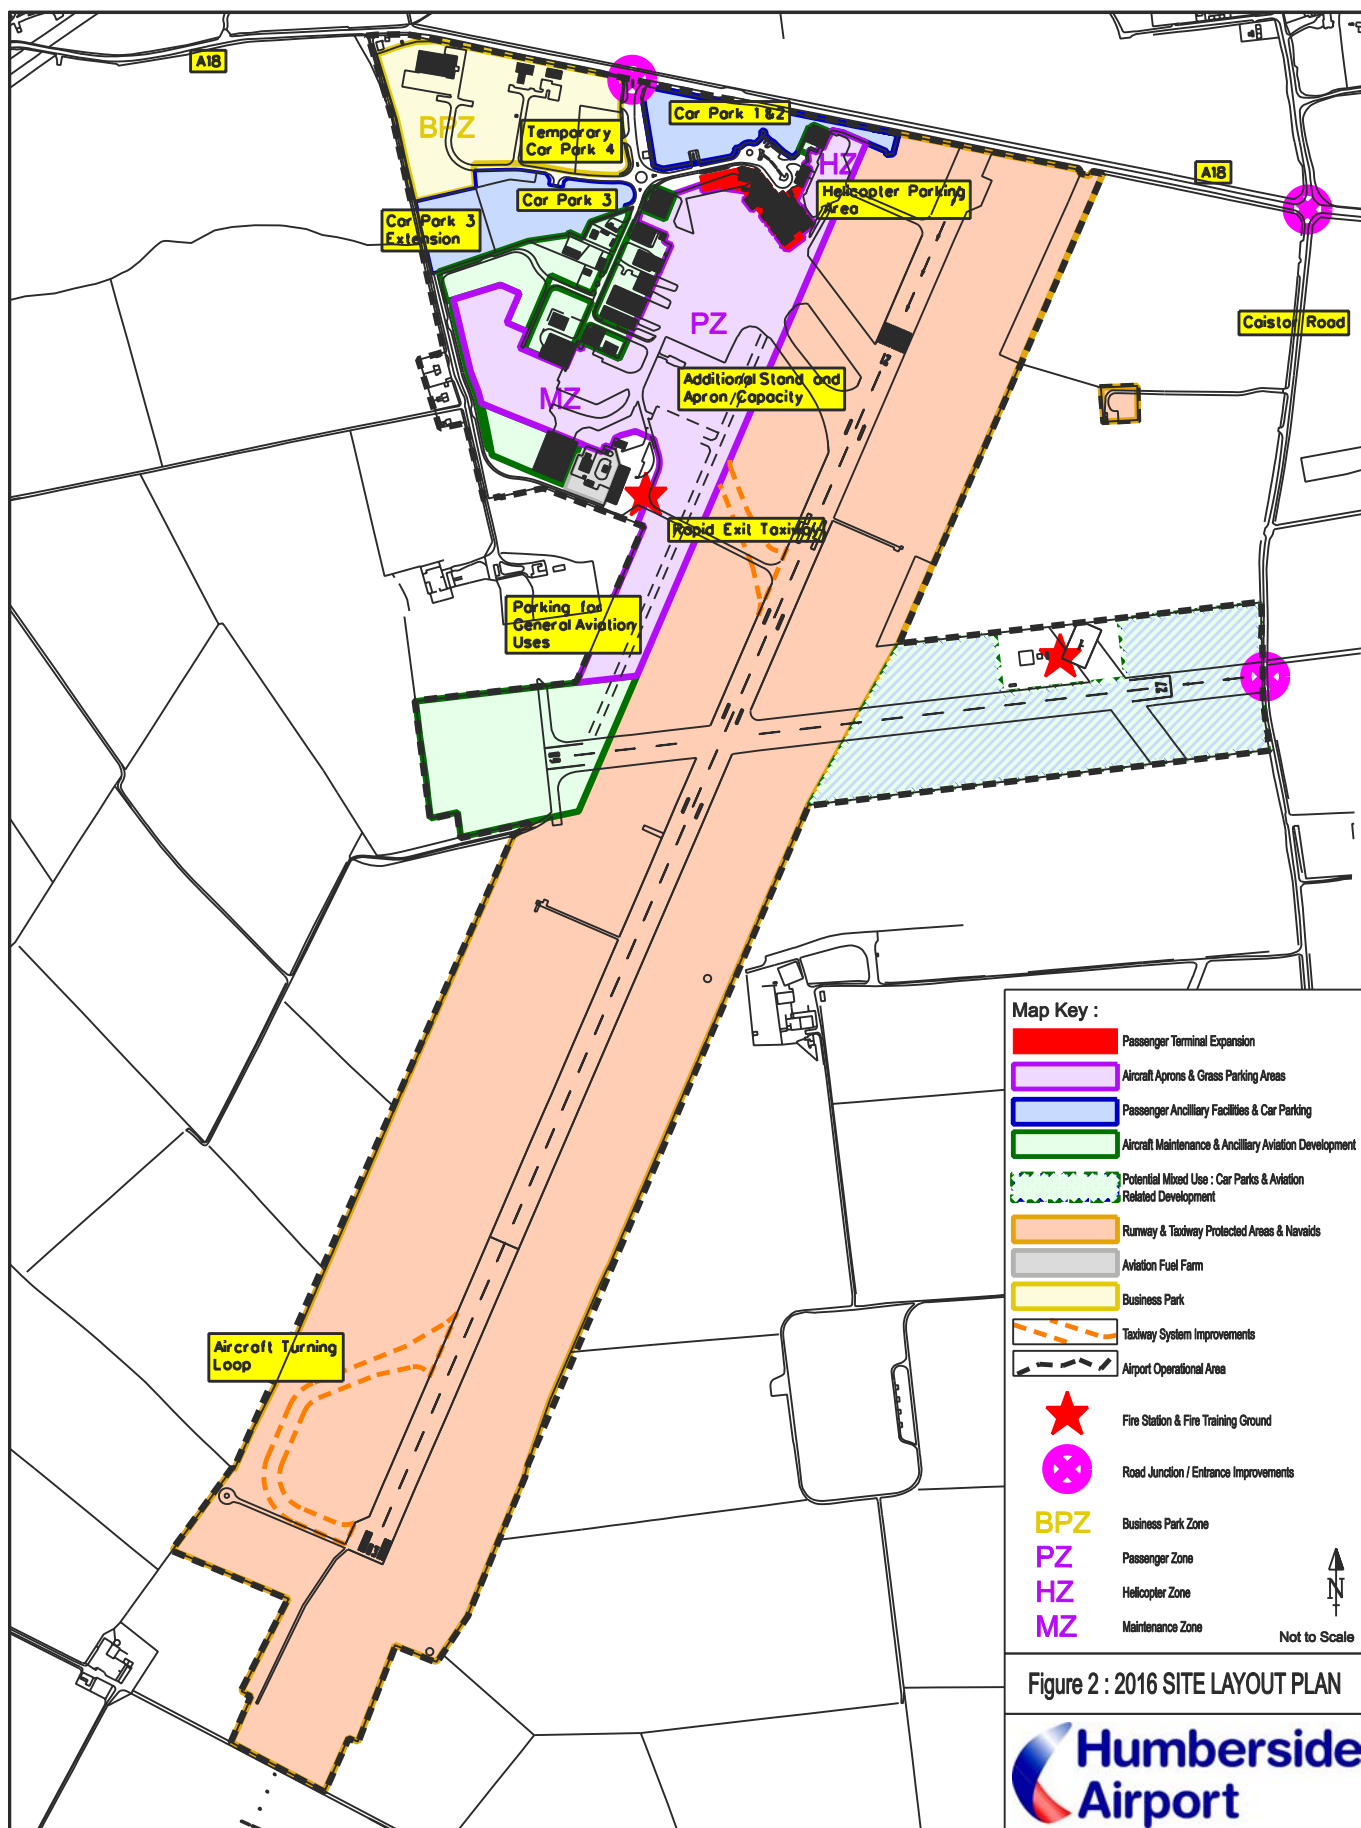 A18
BPZ
Temporary
Car Park 4
Car Park 1&2
HZ
A18
Helicopter Parking
Area
Car Park 3
Car Park 3
Extension
PZ
Caistor Road
21
Additional Stand and
Apron Capacity
MZ
Rapid Exit Taxiway
Parking for
General Aviation
Uses
27
09
Aircraft Turning
Loop
03
Map Key :
Passenger Terminal Expansion
Aircraft Aprons & Grass Parking Areas
Passenger Ancilliary Facilities & Car Parking
Aircraft Maintenance & Ancilliary Aviation Development
Potential Mixed Use : Car Parks & Aviation
Related Development
Runway & Taxiway Protected Areas & Navaids
Aviation Fuel Farm
Business Park
Taxiway System Improvements
Airport Operational Area
Fire Station & Fire Training Ground
Road Junction / Entrance Improvements
BPZ Business Park Zone
PZ Passenger Zone
HZ Helicopter Zone
MZ Maintenance Zone
N
Not to Scale
Figure 2 : 2016 SITE LAYOUT PLAN
Humberside
Airport